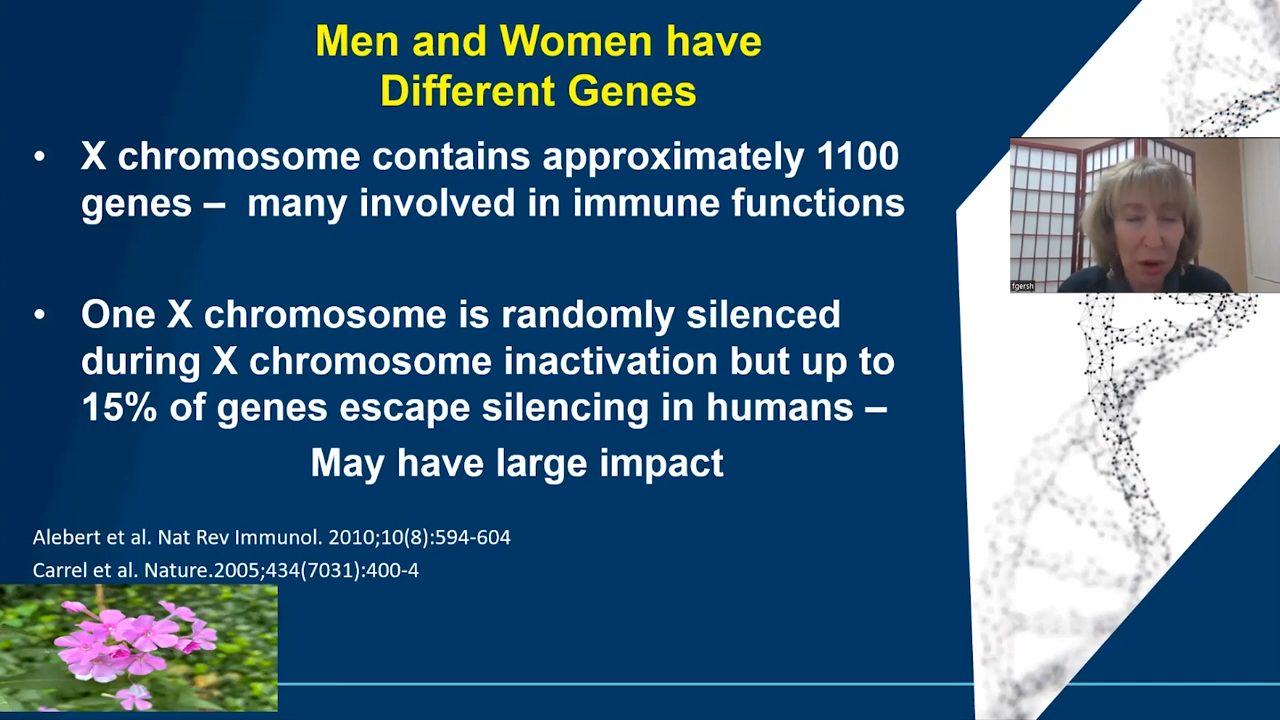 Men and Women have
Different Genes
• X chromosome contains approximately 1100
genes – many involved in immune functions
• One X chromosome is randomly silenced
during X chromosome inactivation but up to
15% of genes escape silencing in humans –
May have large impact
Alebert et al. Nat Rev Immunol. 2010;10(8):594-604
Carrel et al. Nature.2005;434(7031):400-4
fgersh